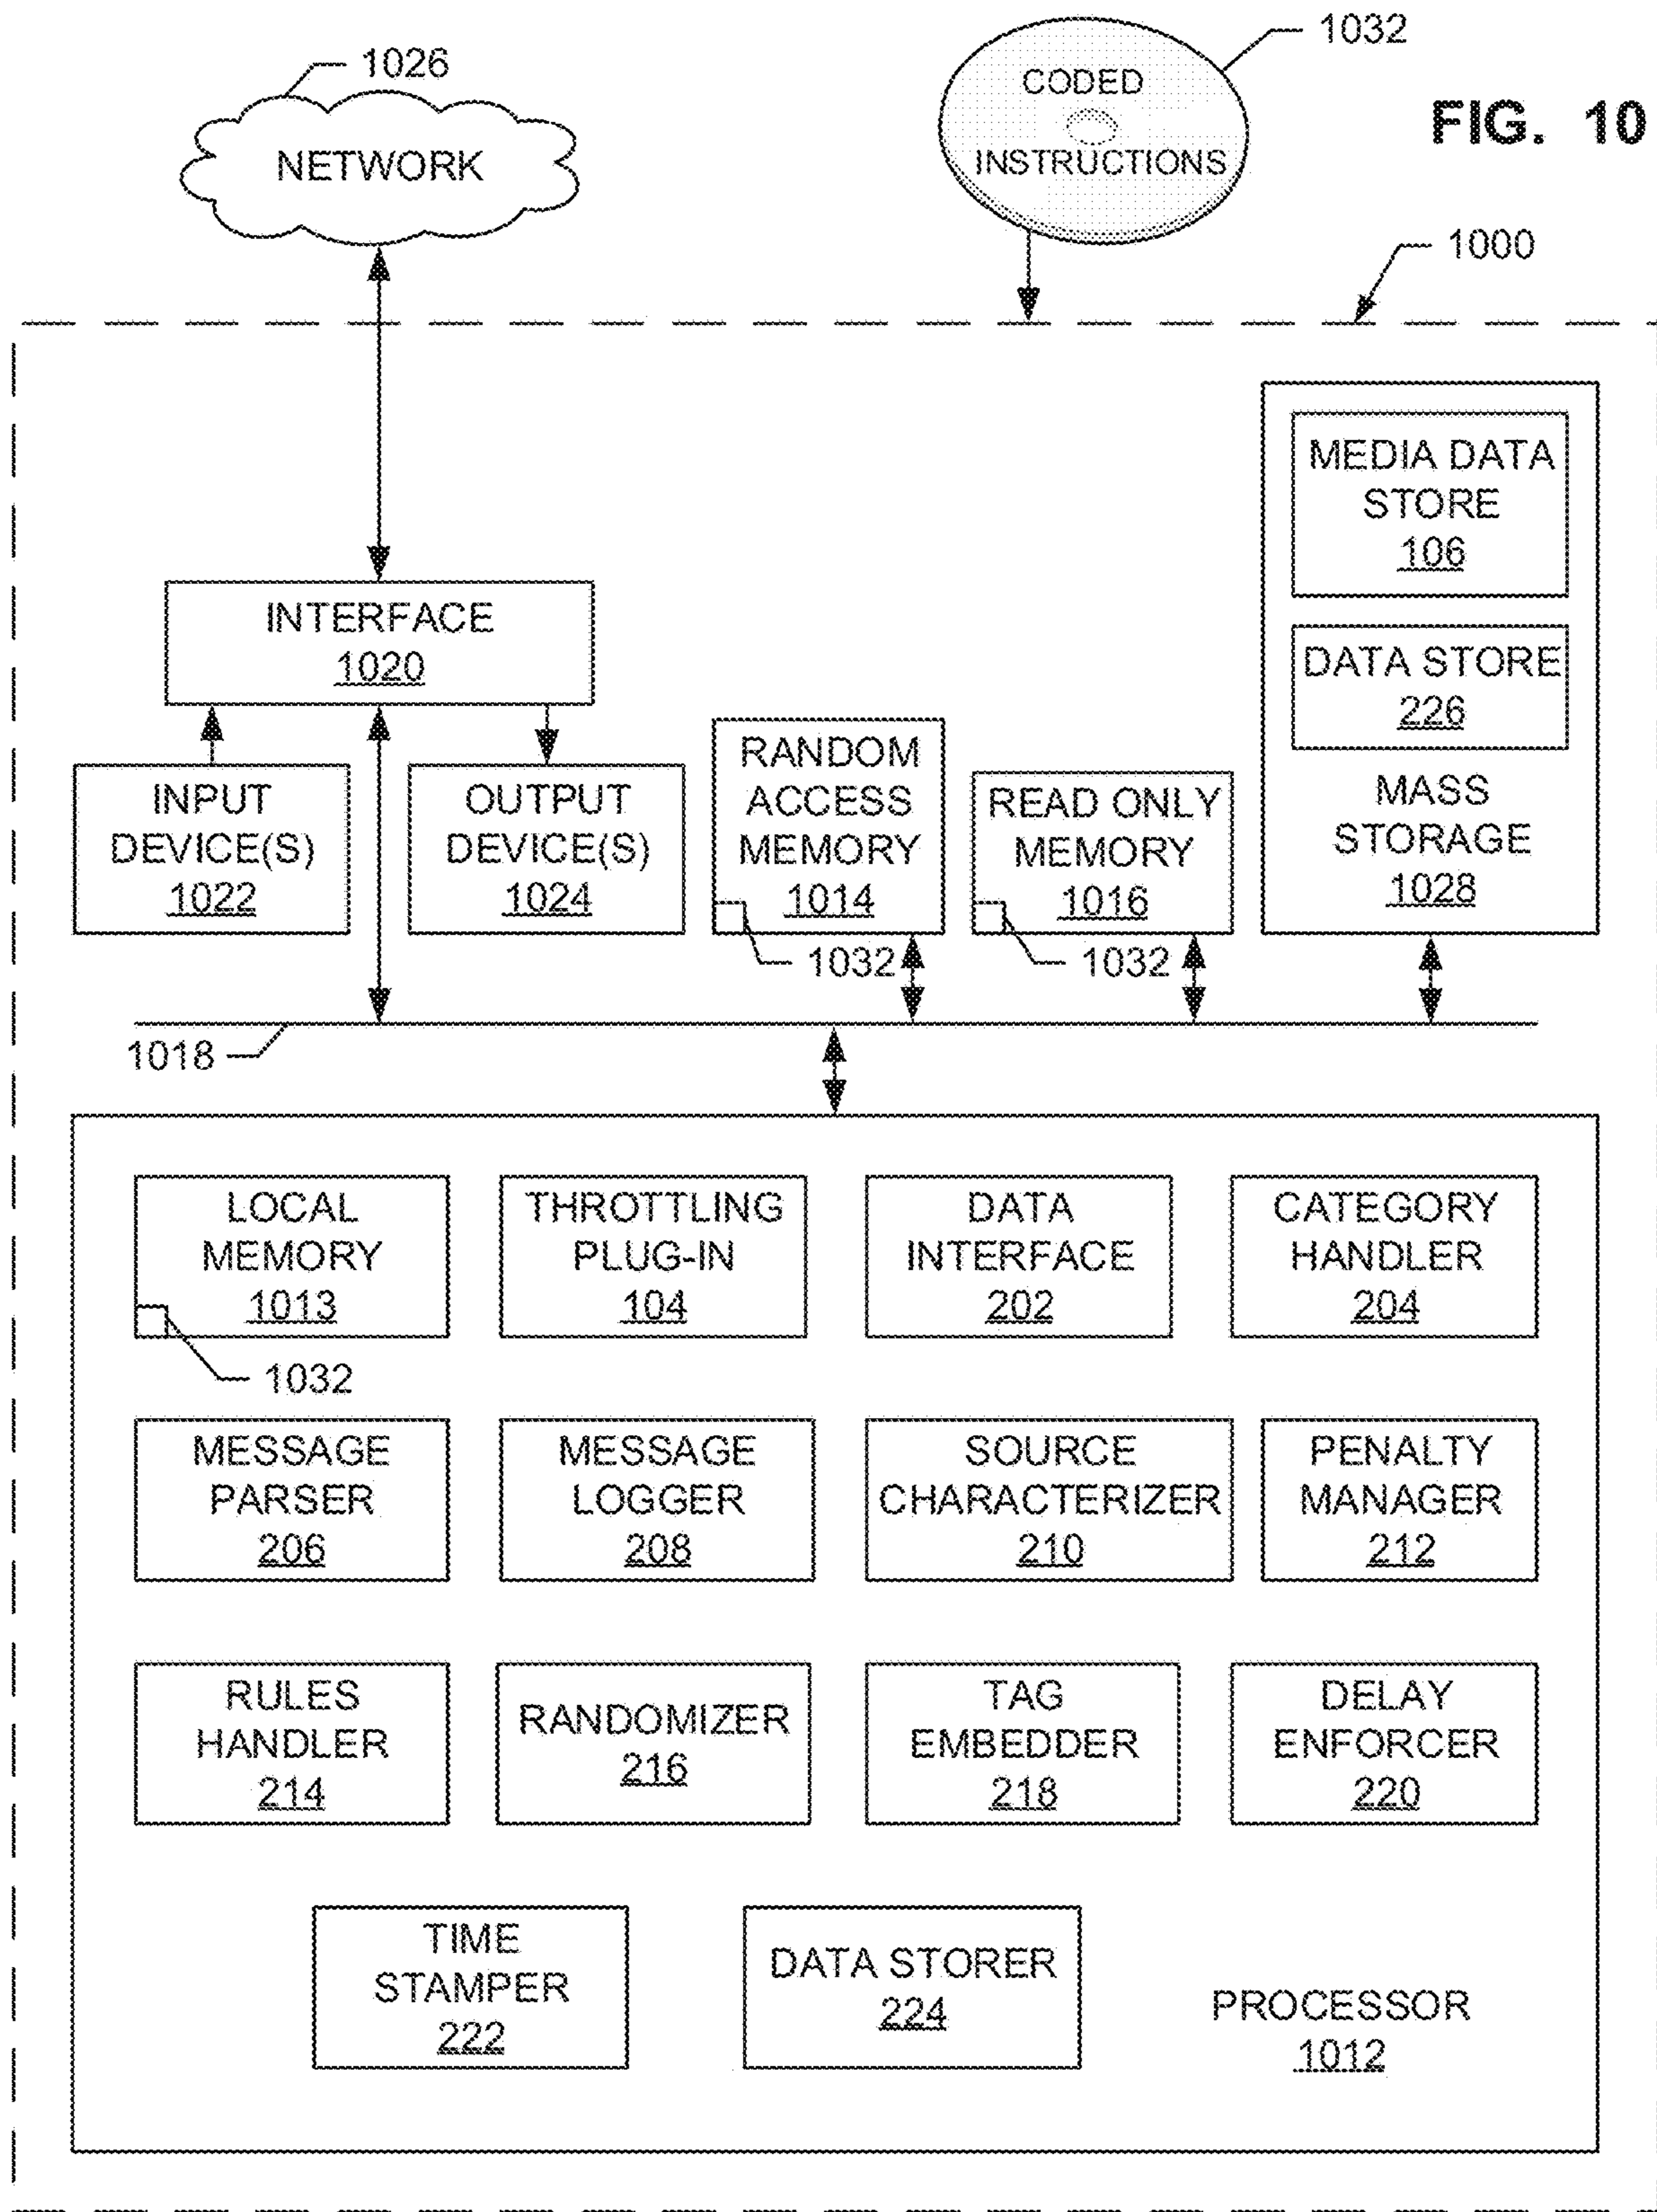 1026
NETWORK
1032
CODED
INSTRUCTIONS
FIG. 10
1000
MEDIA DATA
STORE
106
DATA STORE
226
MASS
STORAGE
1028
INTERFACE
1020
INPUT
DEVICE(S)
1022
OUTPUT
DEVICE(S)
1024
RANDOM
ACCESS
MEMORY
1014
1032
READ ONLY
MEMORY
1016
1032
1018
LOCAL
MEMORY
1013
1032
THROTTLING
PLUG-IN
104
DATA
INTERFACE
202
CATEGORY
HANDLER
204
MESSAGE
PARSER
206
MESSAGE
LOGGER
208
SOURCE
CHARACTERIZER
210
PENALTY
MANAGER
212
RULES
HANDLER
214
RANDOMIZER
216
TAG
EMBEDDER
218
DELAY
ENFORCER
220
TIME
STAMPER
222
DATA STORER
224
PROCESSOR
1012